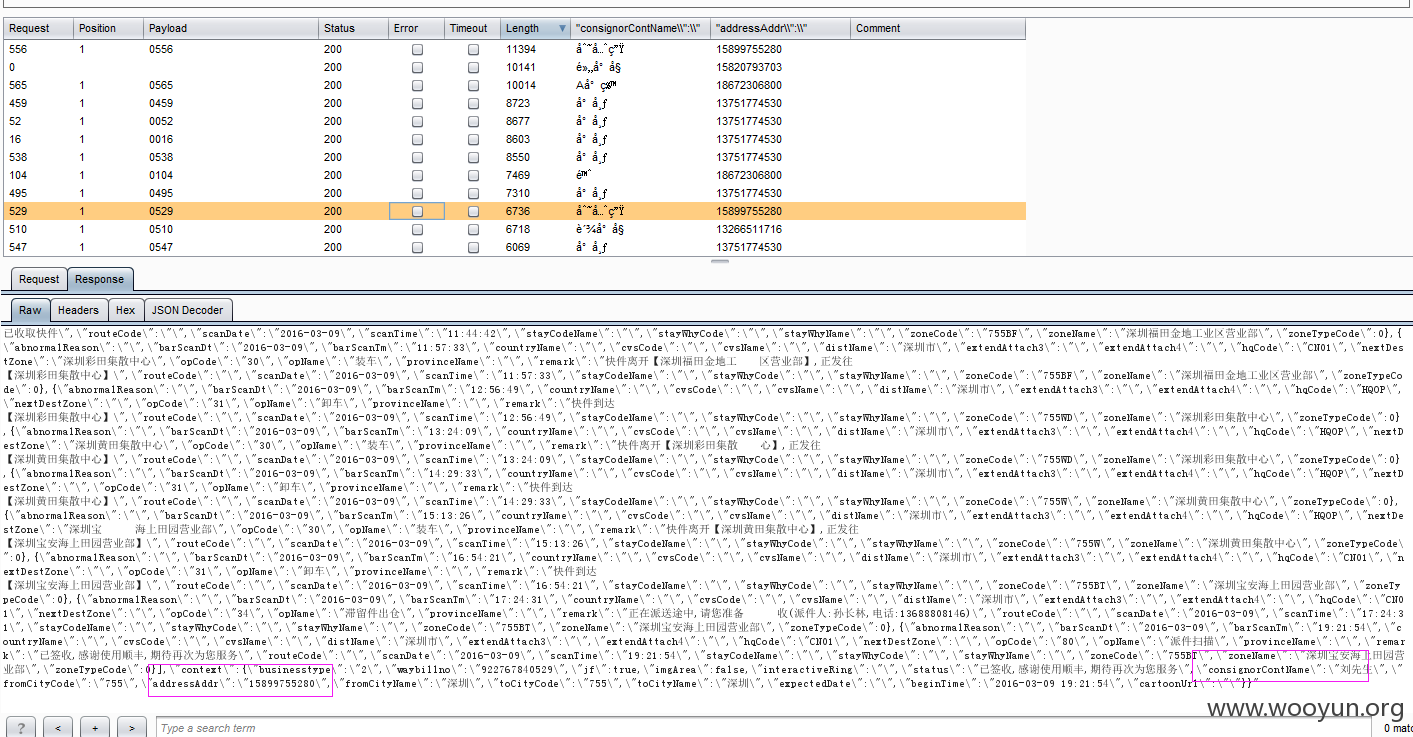 Request Position Payload Status Error Timeout Length "consignorContName\\":\\" "addressAddr\\":\\" Comment
556 1 0556 200 11394 15899755280
0 200 10141 15820793703
565 1 0565 200 10014 18672306800
459 1 0459 200 8723 13751774530
52 1 0052 200 8677 13751774530
16 1 0016 200 8603 13751774530
538 1 0538 200 8550 13751774530
104 1 0104 200 7469 18672306800
495 1 0495 200 7310 13751774530
529 1 0529 200 6736 15899755280
510 1 0510 200 6718 13266511716
547 1 0547 200 6069 13751774530
Request Response
Raw Headers Hex JSON Decoder
已收取快件\",\"routeCode\":\"\",\"scanDate\":\"2016-03-09\",\"scanTime\":\"11:44:42\",\"stayCodeName\":\"\",\"stayWhyCode\":\"\",\"stayWhyName\":\"\",\"zoneCode\":\"755BF\",\"zoneName\":\"深圳福田金地工业区营业部\",\"zoneTypeCode\":0},{
\"abnormalReason\":\"\",\"barScanDt\":\"2016-03-09\",\"barScanTm\":\"11:57:33\",\"countryName\":\"\",\"cvsCode\":\"\",\"cvsName\":\"\",\"distName\":\"深圳市\",\"extendAttach3\":\"\",\"extendAttach4\":\"\",\"hqCode\":\"CN01\",\"nextDes
tZone\":\"深圳彩田集散中心\",\"opCode\":\"30\",\"opName\":\"装车\",\"provinceName\":\"\",\"remark\":\"快件离开【深圳福田金地工 区营业部】,正发往
【深圳彩田集散中心】\",\"routeCode\":\"\",\"scanDate\":\"2016-03-09\",\"scanTime\":\"11:57:33\",\"stayCodeName\":\"\",\"stayWhyCode\":\"\",\"stayWhyName\":\"\",\"zoneCode\":\"755BF\",\"zoneName\":\"深圳福田金地工业区营业部\",\"zoneTypeCo
de\":0},{\"abnormalReason\":\"\",\"barScanDt\":\"2016-03-09\",\"barScanTm\":\"12:56:49\",\"countryName\":\"\",\"cvsCode\":\"\",\"cvsName\":\"\",\"distName\":\"深圳市\",\"extendAttach3\":\"\",\"extendAttach4\":\"\",\"hqCode\":\"HQOP\"
,\"nextDestZone\":\"\",\"opCode\":\"31\",\"opName\":\"卸车\",\"provinceName\":\"\",\"remark\":\"快件到达
【深圳彩田集散中心】\",\"routeCode\":\"\",\"scanDate\":\"2016-03-09\",\"scanTime\":\"12:56:49\",\"stayCodeName\":\"\",\"stayWhyCode\":\"\",\"stayWhyName\":\"\",\"zoneCode\":\"755WD\",\"zoneName\":\"深圳彩田集散中心\",\"zoneTypeCode\":0}
,{\"abnormalReason\":\"\",\"barScanDt\":\"2016-03-09\",\"barScanTm\":\"13:24:09\",\"countryName\":\"\",\"cvsCode\":\"\",\"cvsName\":\"\",\"distName\":\"深圳市\",\"extendAttach3\":\"\",\"extendAttach4\":\"\",\"hqCode\":\"HQOP\",\"nextD
estZone\":\"深圳黄田集散中心\",\"opCode\":\"30\",\"opName\":\"装车\",\"provinceName\":\"\",\"remark\":\"快件离开【深圳彩田集散 心】,正发往
【深圳黄田集散中心】\",\"routeCode\":\"\",\"scanDate\":\"2016-03-09\",\"scanTime\":\"13:24:09\",\"stayCodeName\":\"\",\"stayWhyCode\":\"\",\"stayWhyName\":\"\",\"zoneCode\":\"755WD\",\"zoneName\":\"深圳彩田集散中心\",\"zoneTypeCode\":0}
,{\"abnormalReason\":\"\",\"barScanDt\":\"2016-03-09\",\"barScanTm\":\"14:29:33\",\"countryName\":\"\",\"cvsCode\":\"\",\"cvsName\":\"\",\"distName\":\"深圳市\",\"extendAttach3\":\"\",\"extendAttach4\":\"\",\"hqCode\":\"HQOP\",\"nextD
estZone\":\"\",\"opCode\":\"31\",\"opName\":\"卸车\",\"provinceName\":\"\",\"remark\":\"快件到达
【深圳黄田集散中心】\",\"routeCode\":\"\",\"scanDate\":\"2016-03-09\",\"scanTime\":\"14:29:33\",\"stayCodeName\":\"\",\"stayWhyCode\":\"\",\"stayWhyName\":\"\",\"zoneCode\":\"755W\",\"zoneName\":\"深圳黄田集散中心\",\"zoneTypeCode\":0},
{\"abnormalReason\":\"\",\"barScanDt\":\"2016-03-09\",\"barScanTm\":\"15:13:26\",\"countryName\":\"\",\"cvsCode\":\"\",\"cvsName\":\"\",\"distName\":\"深圳市\",\"extendAttach3\":\"\",\"extendAttach4\":\"\",\"hqCode\":\"HQOP\",\"nextDe
stZone\":\"深圳宝 海上田园营业部\",\"opCode\":\"30\",\"opName\":\"装车\",\"provinceName\":\"\",\"remark\":\"快件离开【深圳黄田集散中心】,正发往
【深圳宝安海上田园营业部】\",\"routeCode\":\"\",\"scanDate\":\"2016-03-09\",\"scanTime\":\"15:13:26\",\"stayCodeName\":\"\",\"stayWhyCode\":\"\",\"stayWhyName\":\"\",\"zoneCode\":\"755W\",\"zoneName\":\"深圳黄田集散中心\",\"zoneTypeCode\"
:0},{\"abnormalReason\":\"\",\"barScanDt\":\"2016-03-09\",\"barScanTm\":\"16:54:21\",\"countryName\":\"\",\"cvsCode\":\"\",\"cvsName\":\"\",\"distName\":\"深圳市\",\"extendAttach3\":\"\",\"extendAttach4\":\"\",\"hqCode\":\"CN01\",\"n
extDestZone\":\"\",\"opCode\":\"31\",\"opName\":\"卸车\",\"provinceName\":\"\",\"remark\":\"快件到达
【深圳宝安海上田园营业部】\",\"routeCode\":\"\",\"scanDate\":\"2016-03-09\",\"scanTime\":\"16:54:21\",\"stayCodeName\":\"\",\"stayWhyCode\":\"\",\"stayWhyName\":\"\",\"zoneCode\":\"755BT\",\"zoneName\":\"深圳宝安海上田园营业部\",\"zoneTy
peCode\":0},{\"abnormalReason\":\"\",\"barScanDt\":\"2016-03-09\",\"barScanTm\":\"17:24:31\",\"countryName\":\"\",\"cvsCode\":\"\",\"cvsName\":\"\",\"distName\":\"深圳市\",\"extendAttach3\":\"\",\"extendAttach4\":\"\",\"hqCode\":\"CN0
1\",\"nextDestZone\":\"\",\"opCode\":\"34\",\"opName\":\"滞留件出仓\",\"provinceName\":\"\",\"remark\":\"正在派送途中,请您准备 收(派件人:孙长林,电话:13688808146)\",\"routeCode\":\"\",\"scanDate\":\"2016-03-09\",\"scanTime\":\"17:24:3
1\",\"stayCodeName\":\"\",\"stayWhyCode\":\"\",\"stayWhyName\":\"\",\"zoneCode\":\"755BT\",\"zoneName\":\"深圳宝安海上田园营业部\",\"zoneTypeCode\":0},{\"abnormalReason\":\"\",\"barScanDt\":\"2016-03-09\",\"barScanTm\":\"19:21:54\",\"c
ountryName\":\"\",\"cvsCode\":\"\",\"cvsName\":\"\",\"distName\":\"深圳市\",\"extendAttach3\":\"\",\"extendAttach4\":\"\",\"hqCode\":\"CN01\",\"nextDestZone\":\"\",\"opCode\":\"80\",\"opName\":\"派件扫描\",\"provinceName\":\"\",\"remar
k\":\"已签收,感谢使用顺丰,期待再次为您服务\",\"routeCode\":\"\",\"scanDate\":\"2016-03-09\",\"scanTime\":\"19:21:54\",\"stayCodeName\":\"\",\"stayWhyCode\":\"\",\"stayWhyName\":\"\",\"zoneCode\":\"755BT\",\"zoneName\":\"深圳宝安海上田园营
业部\",\"zoneTypeCode\":0}],\"context\":{\"businesstype\":\"2\",\"waybillno\":\"922767840529\",\"jf\":true,\"imgArea\":false,\"interactiveRing\":\"\",\"status\":\"已签收,感谢使用顺丰,期待再次为您服务\",\"consignorContName\":\"刘先生\",\"
fromCityCode\":\"755\",\"addressAddr\":\"15899755280\",\"fromCityName\":\"深圳\",\"toCityCode\":\"755\",\"toCityName\":\"深圳\",\"expectedDate\":\"\",\"beginTime\":\"2016-03-09 19:21:54\",\"cartoonUrl\":\"\"}}"
www.wooyun.org
? < + > Type a search term 0 matc